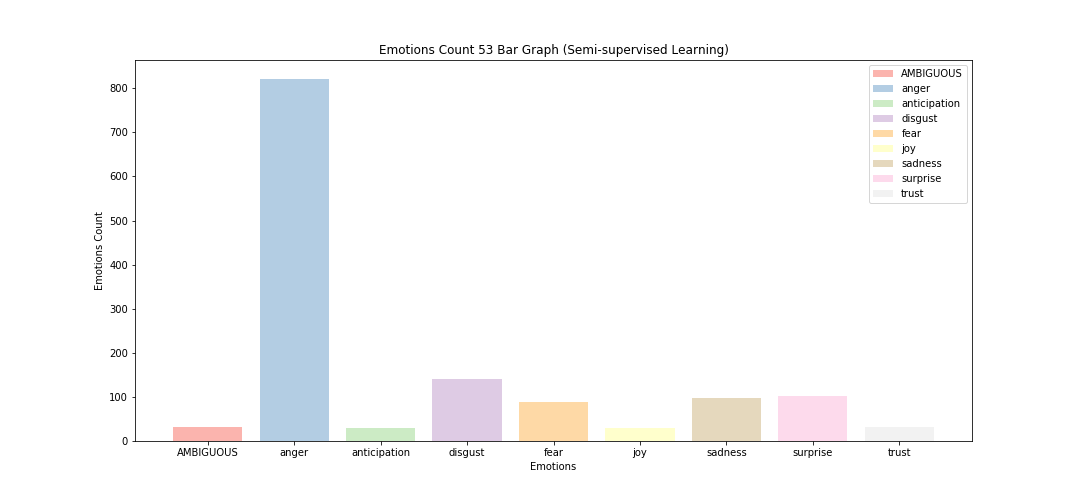 Emotions Count 53 Bar Graph (Semi-supervised Learning)
AMBIGUOUS
anger
anticipation
disgust
fear
joy
sadness
surprise
trust
800
700
600
500
400
300
200
100
0
Emotions Count
AMBIGUOUS anger anticipation disgust fear joy sadness surprise trust
Emotions